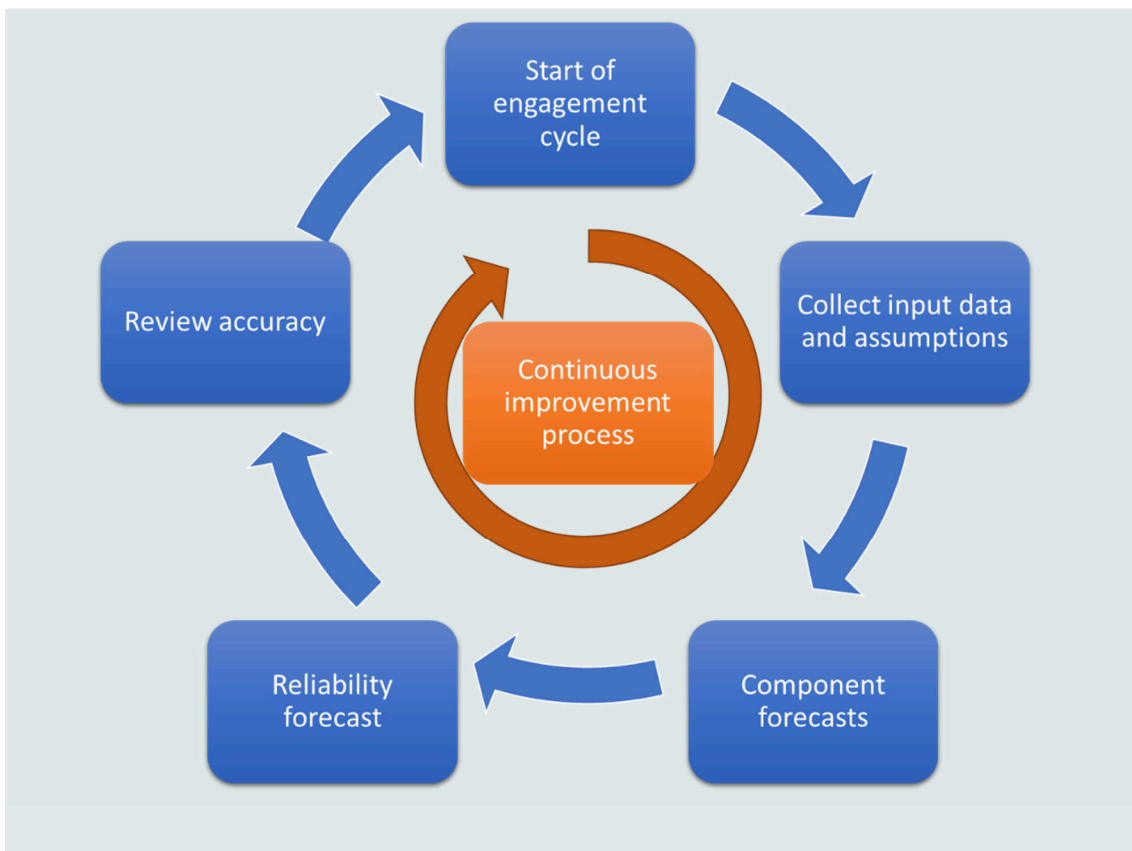 Start of
engagement
cycle
Collect input data
and assumptions
Component
forecasts
Reliability
forecast
Review accuracy
Continuous
improvement
process